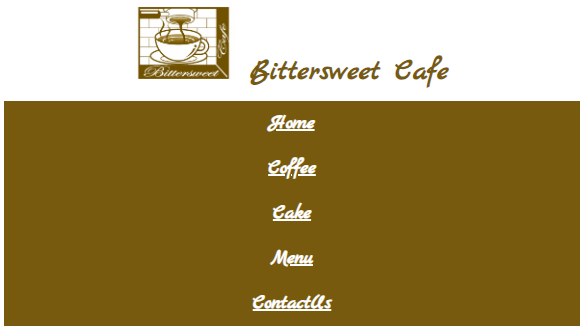 Cafe
Bittersweet
Bittersweet Cafe
Home
Coffee
Cake
Menu
ContactUs